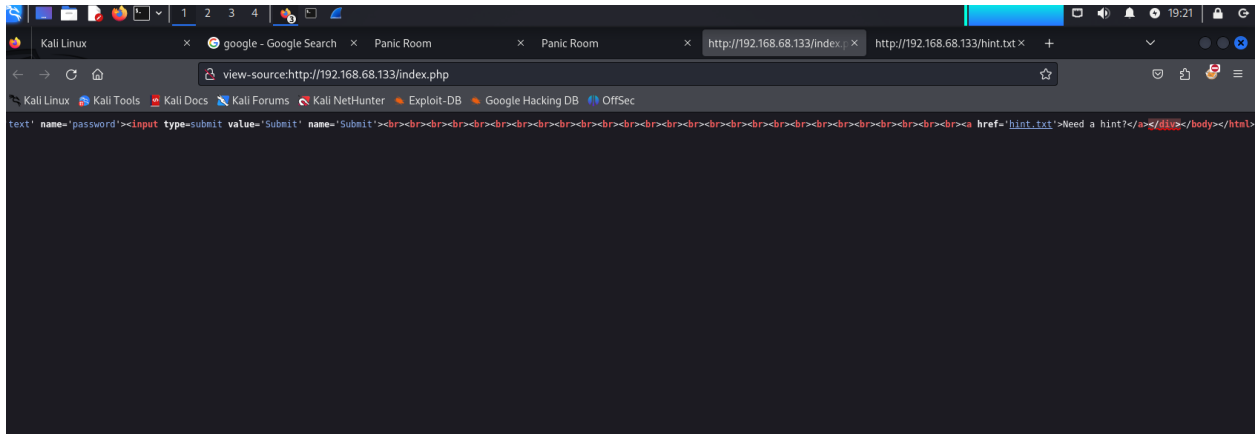 1 2 3 4 19:21
Kali Linux google - Google Search Panic Room Panic Room http://192.168.68.133/index.p http://192.168.68.133/hint.txt
view-source:http://192.168.68.133/index.php
Kali Linux Kali Tools Kali Docs Kali Forums Kali NetHunter Exploit-DB Google Hacking DB OffSec
text' name='password'><input type=submit value='Submit' name='Submit'><br><br><br><br><br><br><br><br><br><br><br><br><br><br><br><br><br><br><br><br><br><br><br><br><br><a href='hint.txt'>Need a hint?</a></div></body></html>